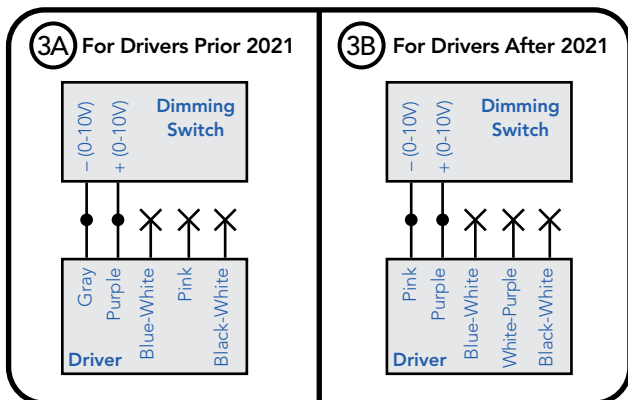 3A For Drivers Prior 2021
Dimming
Switch
– (0-10V)
+ (0-10V)
Gray
Purple
Blue-White
Pink
Black-White
Driver
3B For Drivers After 2021
Dimming
Switch
– (0-10V)
+ (0-10V)
Pink
Purple
Blue-White
White-Purple
Black-White
Driver